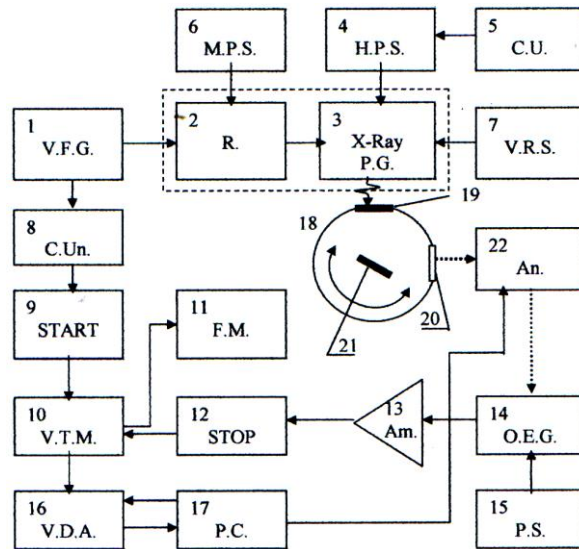 6
M.P.S.
4
H.P.S.
5
C.U.
1
V.F.G.
2
R.
3
X-Ray
P.G.
7
V.R.S.
8
C.Un.
18
19
22
An.
9
START
11
F.M.
20
21
10
V.T.M.
12
STOP
13
Am.
14
O.E.G.
16
V.D.A.
17
P.C.
15
P.S.